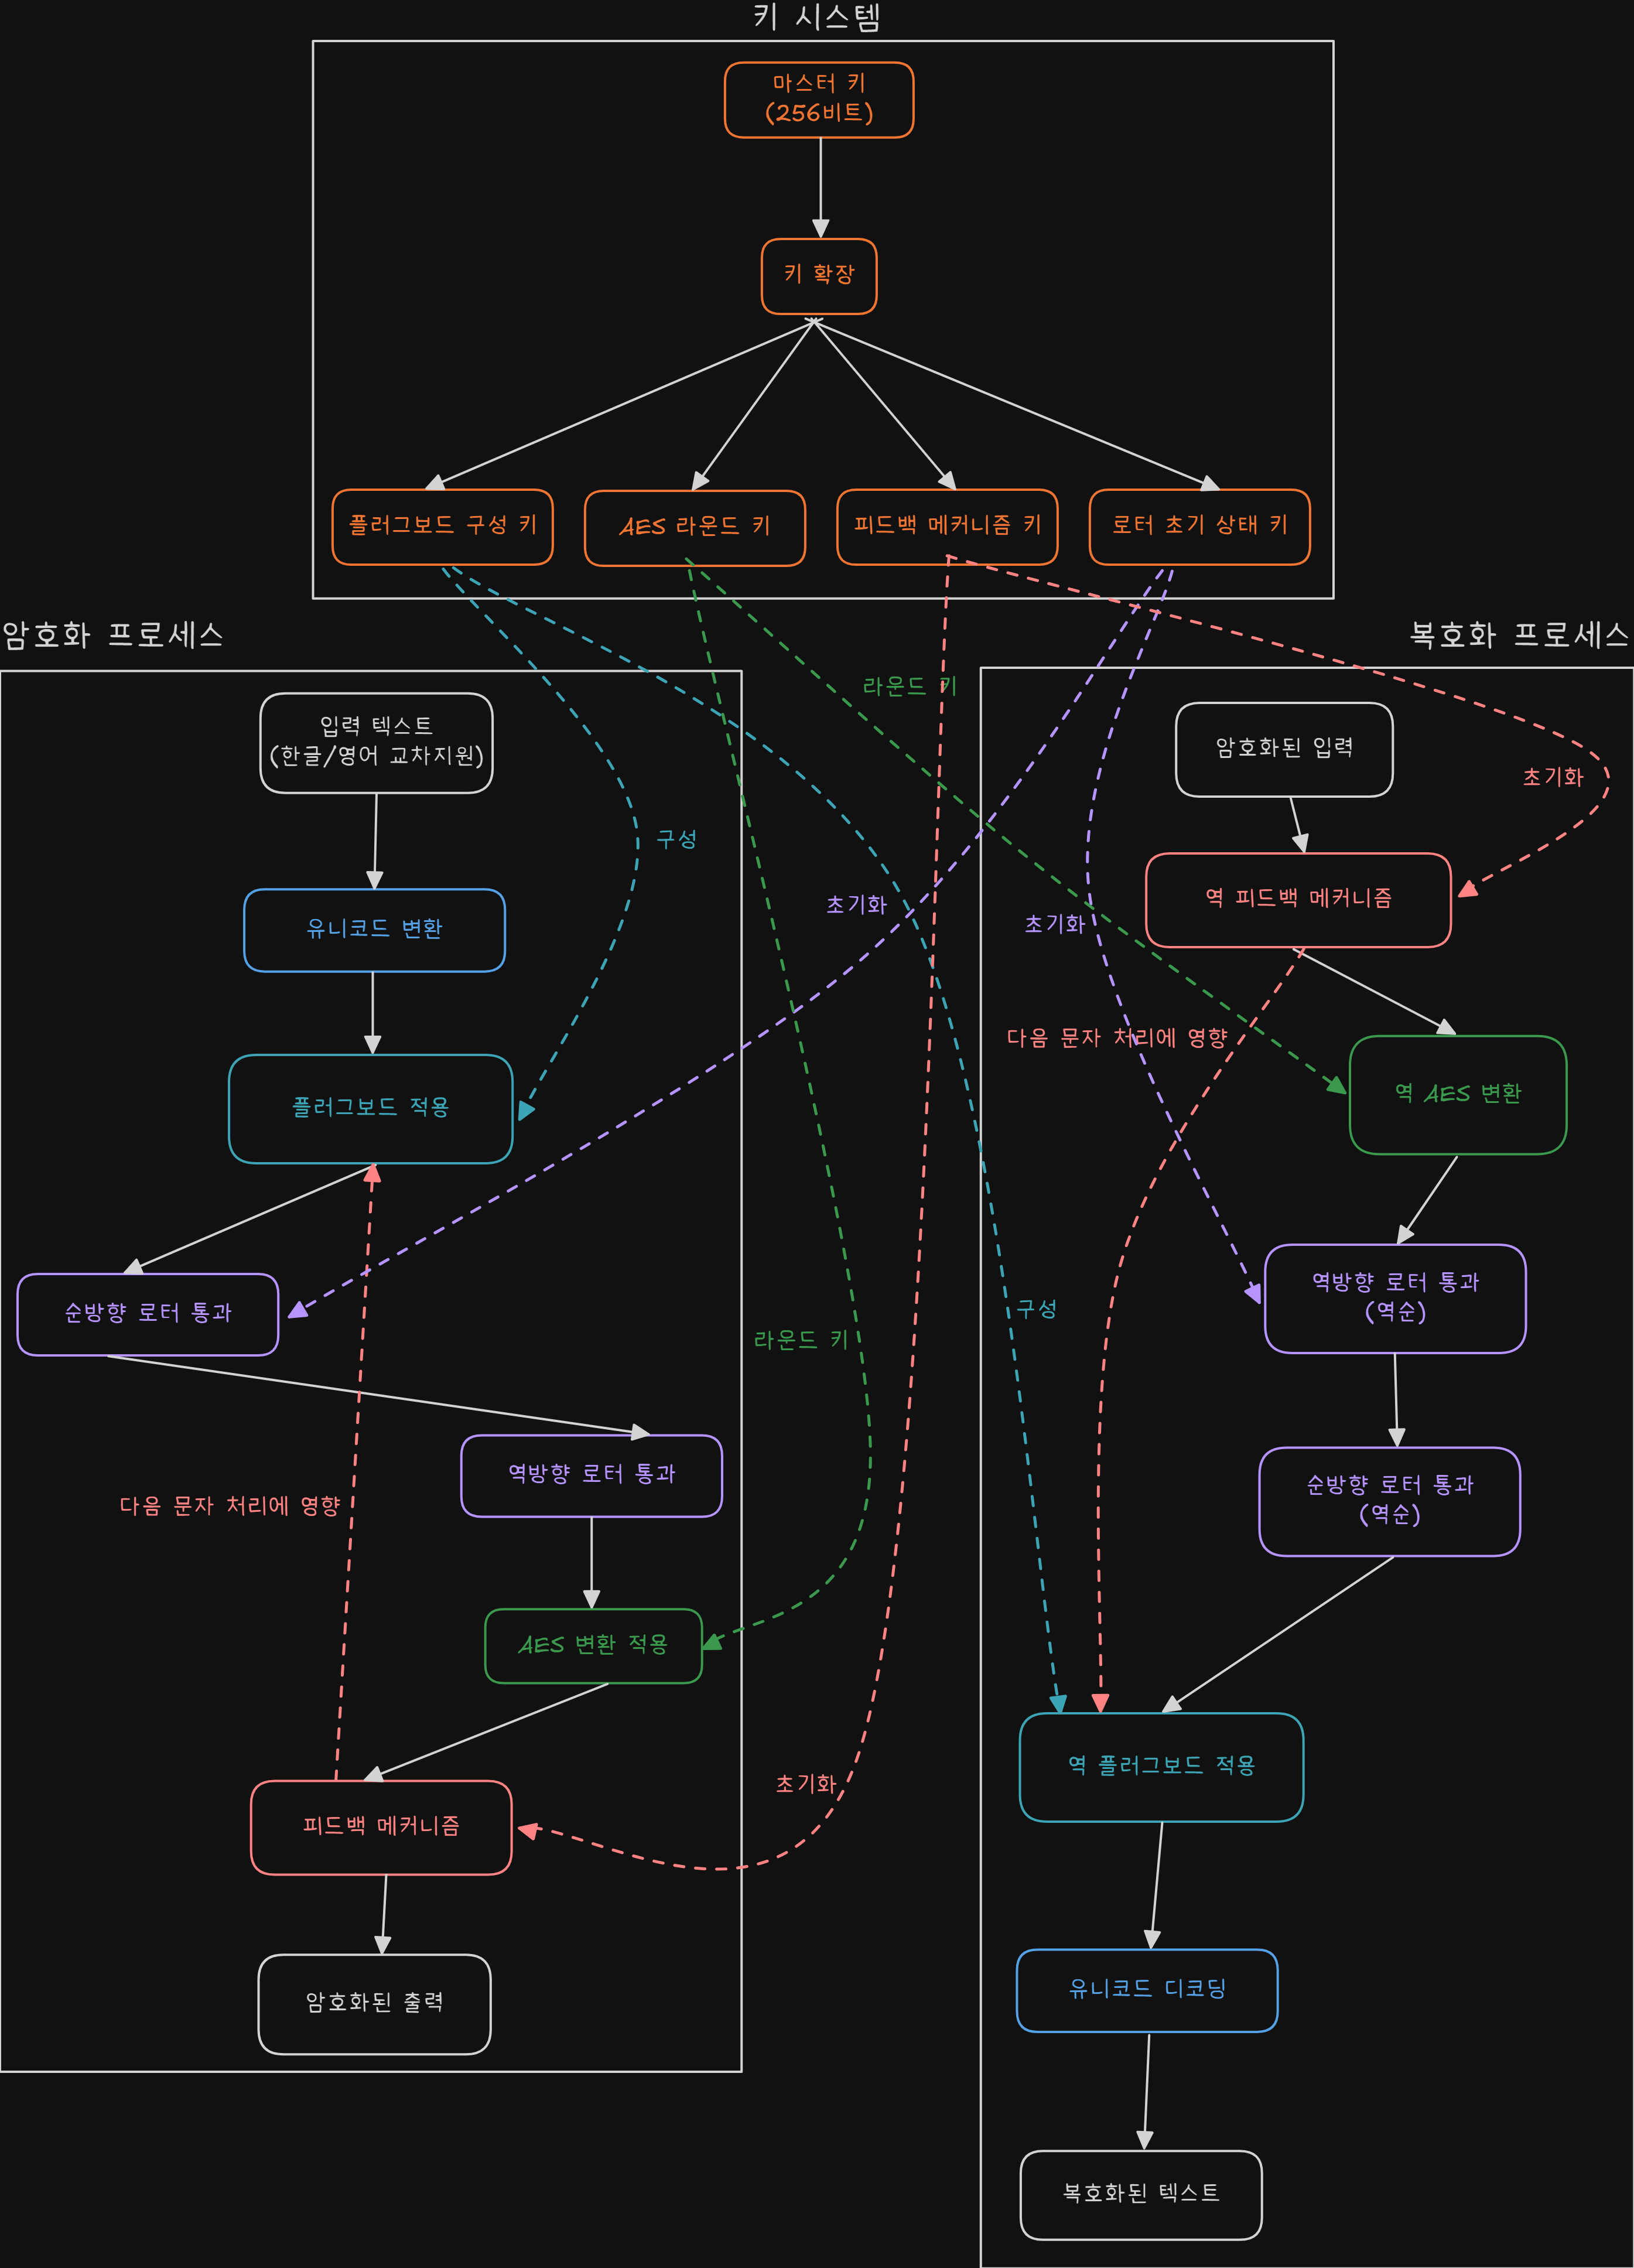 키 시스템
마스터 키
(256비트)
키 확장
플러그보드 구성 키
AES 라운드 키
피드백 메커니즘 키
로터 초기 상태 키
암호화 프로세스
입력 텍스트
(한글/영어 교차지원)
유니코드 변환
플러그보드 적용
순방향 로터 통과
역방향 로터 통과
다음 문자 처리에 영향
AES 변환 적용
피드백 메커니즘
암호화된 출력
구성
라운드 키
초기화
라운드 키
초기화
복호화 프로세스
암호화된 입력
초기화
역 피드백 메커니즘
초기화
다음 문자 처리에 영향
역 AES 변환
역방향 로터 통과
(역순)
구성
순방향 로터 통과
(역순)
역 플러그보드 적용
유니코드 디코딩
복호화된 텍스트